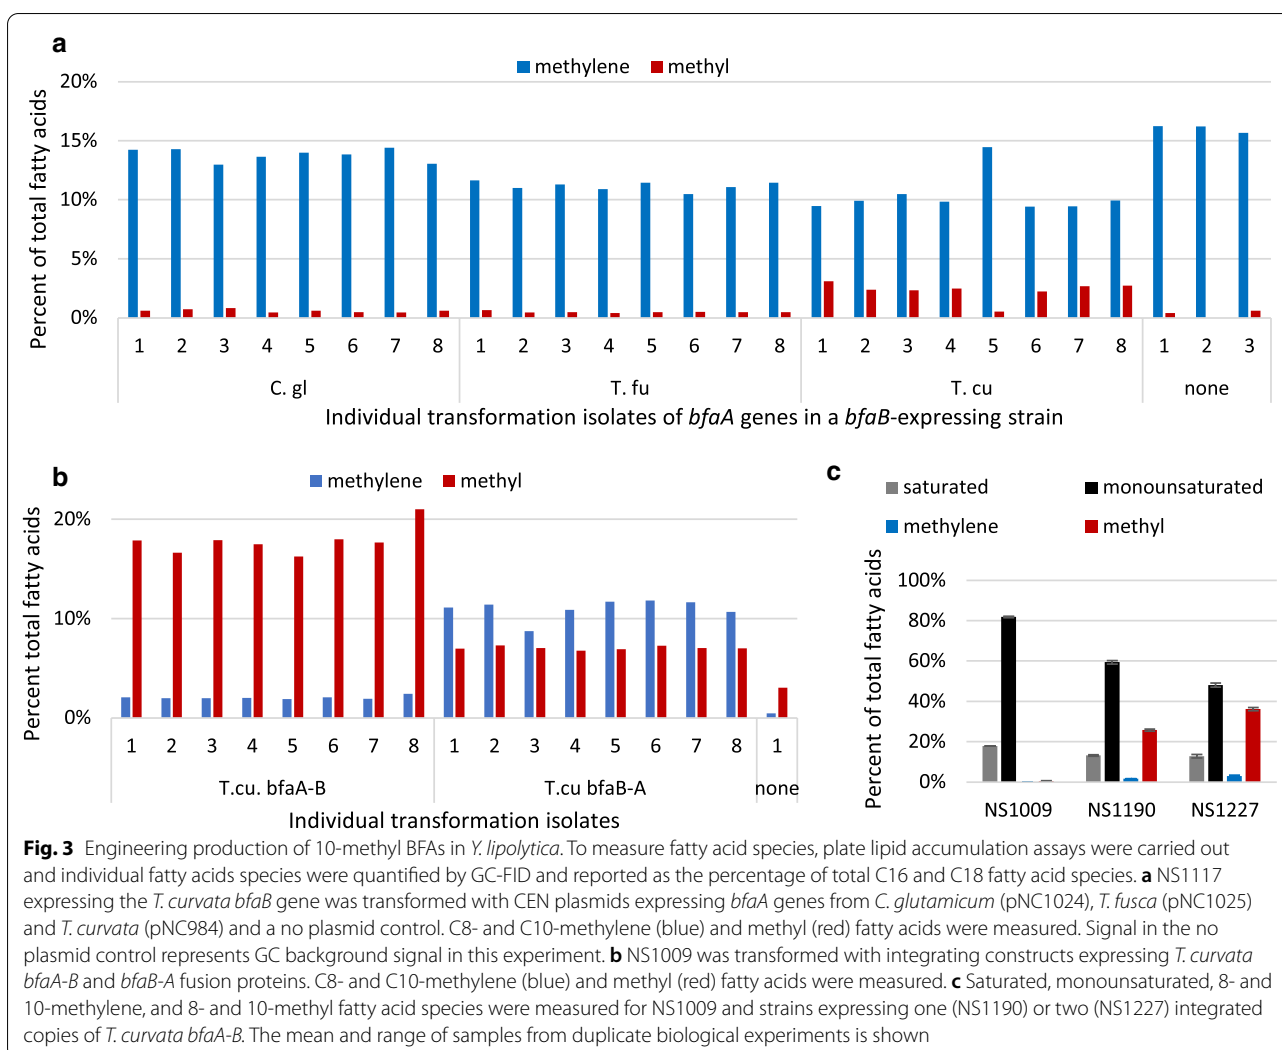 a
methylene methyl
Percent of total fatty acids
20%
15%
10%
5%
0%
1 2 3 4 5 6 7 8 1 2 3 4 5 6 7 8 1 2 3 4 5 6 7 8 1 2 3
C. gl T. fu T. cu none
Individual transformation isolates of bfaA genes in a bfaB-expressing strain
b
methylene methyl
Percent total fatty acids
20%
10%
0%
1 2 3 4 5 6 7 8 1 2 3 4 5 6 7 8 1
T.cu. bfaA-B T.cu bfaB-A none
Individual transformation isolates
c
saturated monounsaturated
methylene methyl
Percent of total fatty acids
100%
80%
60%
40%
20%
0%
NS1009 NS1190 NS1227
Fig. 3 Engineering production of 10-methyl BFAs in Y. lipolytica. To measure fatty acid species, plate lipid accumulation assays were carried out
and individual fatty acids species were quantified by GC-FID and reported as the percentage of total C16 and C18 fatty acid species. a NS1117
expressing the T. curvata bfaB gene was transformed with CEN plasmids expressing bfaA genes from C. glutamicum (pNC1024), T. fusca (pNC1025)
and T. curvata (pNC984) and a no plasmid control. C8- and C10-methylene (blue) and methyl (red) fatty acids were measured. Signal in the no
plasmid control represents GC background signal in this experiment. b NS1009 was transformed with integrating constructs expressing T. curvata
bfaA-B and bfaB-A fusion proteins. C8- and C10-methylene (blue) and methyl (red) fatty acids were measured. c Saturated, monounsaturated, 8- and
10-methylene, and 8- and 10-methyl fatty acid species were measured for NS1009 and strains expressing one (NS1190) or two (NS1227) integrated
copies of T. curvata bfaA-B. The mean and range of samples from duplicate biological experiments is shown